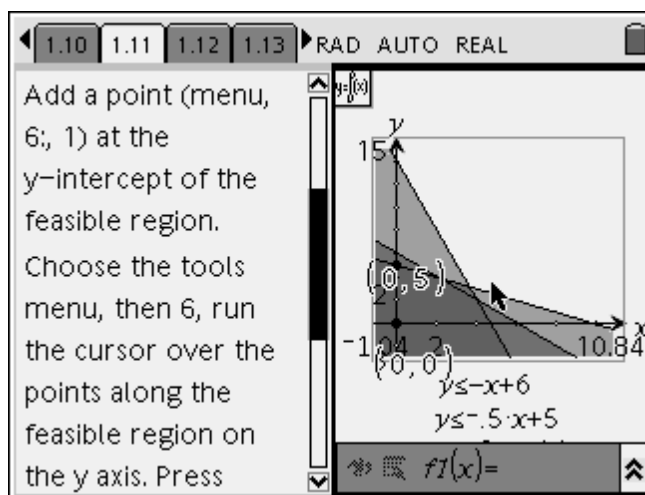 1.10 1.11 1.12 1.13 RAD AUTO REAL
Add a point (menu,
6:, 1) at the
y-intercept of the
feasible region.
Choose the tools
menu, then 6, run
the cursor over the
points along the
feasible region on
the y axis. Press
y=f(x)
y
15
(0,5)
2
x
-1.04 2 10.84
(0,0)
y≤-x+6
y≤-.5·x+5
f1(x)=